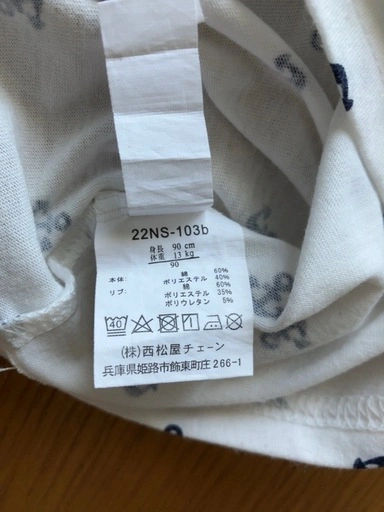 22NS-103b
身長 90 cm
体重 13 kg
90
本体: 綿 60%
ポリエステル 40%
リブ: 綿 60%
ポリエステル 35%
ポリウレタン 5%
40
(株)西松屋チェーン
兵庫県姫路市飾東町庄266-1